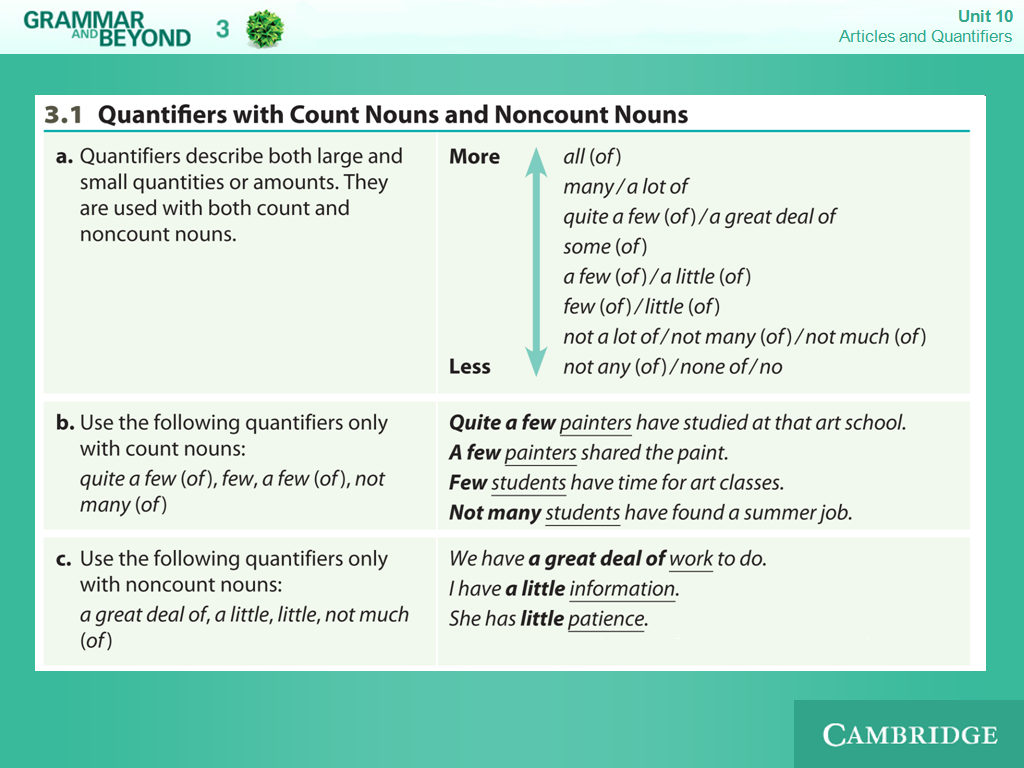 GRAMMAR
AND BEYOND 3
Unit 10
Articles and Quantifiers
3.1 Quantifiers with Count Nouns and Noncount Nouns
a. Quantifiers describe both large and
small quantities or amounts. They
are used with both count and
noncount nouns.
More
all (of)
many / a lot of
quite a few (of) / a great deal of
some (of)
a few (of) / a little (of)
few (of) / little (of)
not a lot of / not many (of) / not much (of)
Less
not any (of) / none of / no
b. Use the following quantifiers only
with count nouns:
quite a few (of), few, a few (of), not
many (of)
Quite a few painters have studied at that art school.
A few painters shared the paint.
Few students have time for art classes.
Not many students have found a summer job.
c. Use the following quantifiers only
with noncount nouns:
a great deal of, a little, little, not much
(of)
We have a great deal of work to do.
I have a little information.
She has little patience.
CAMBRIDGE